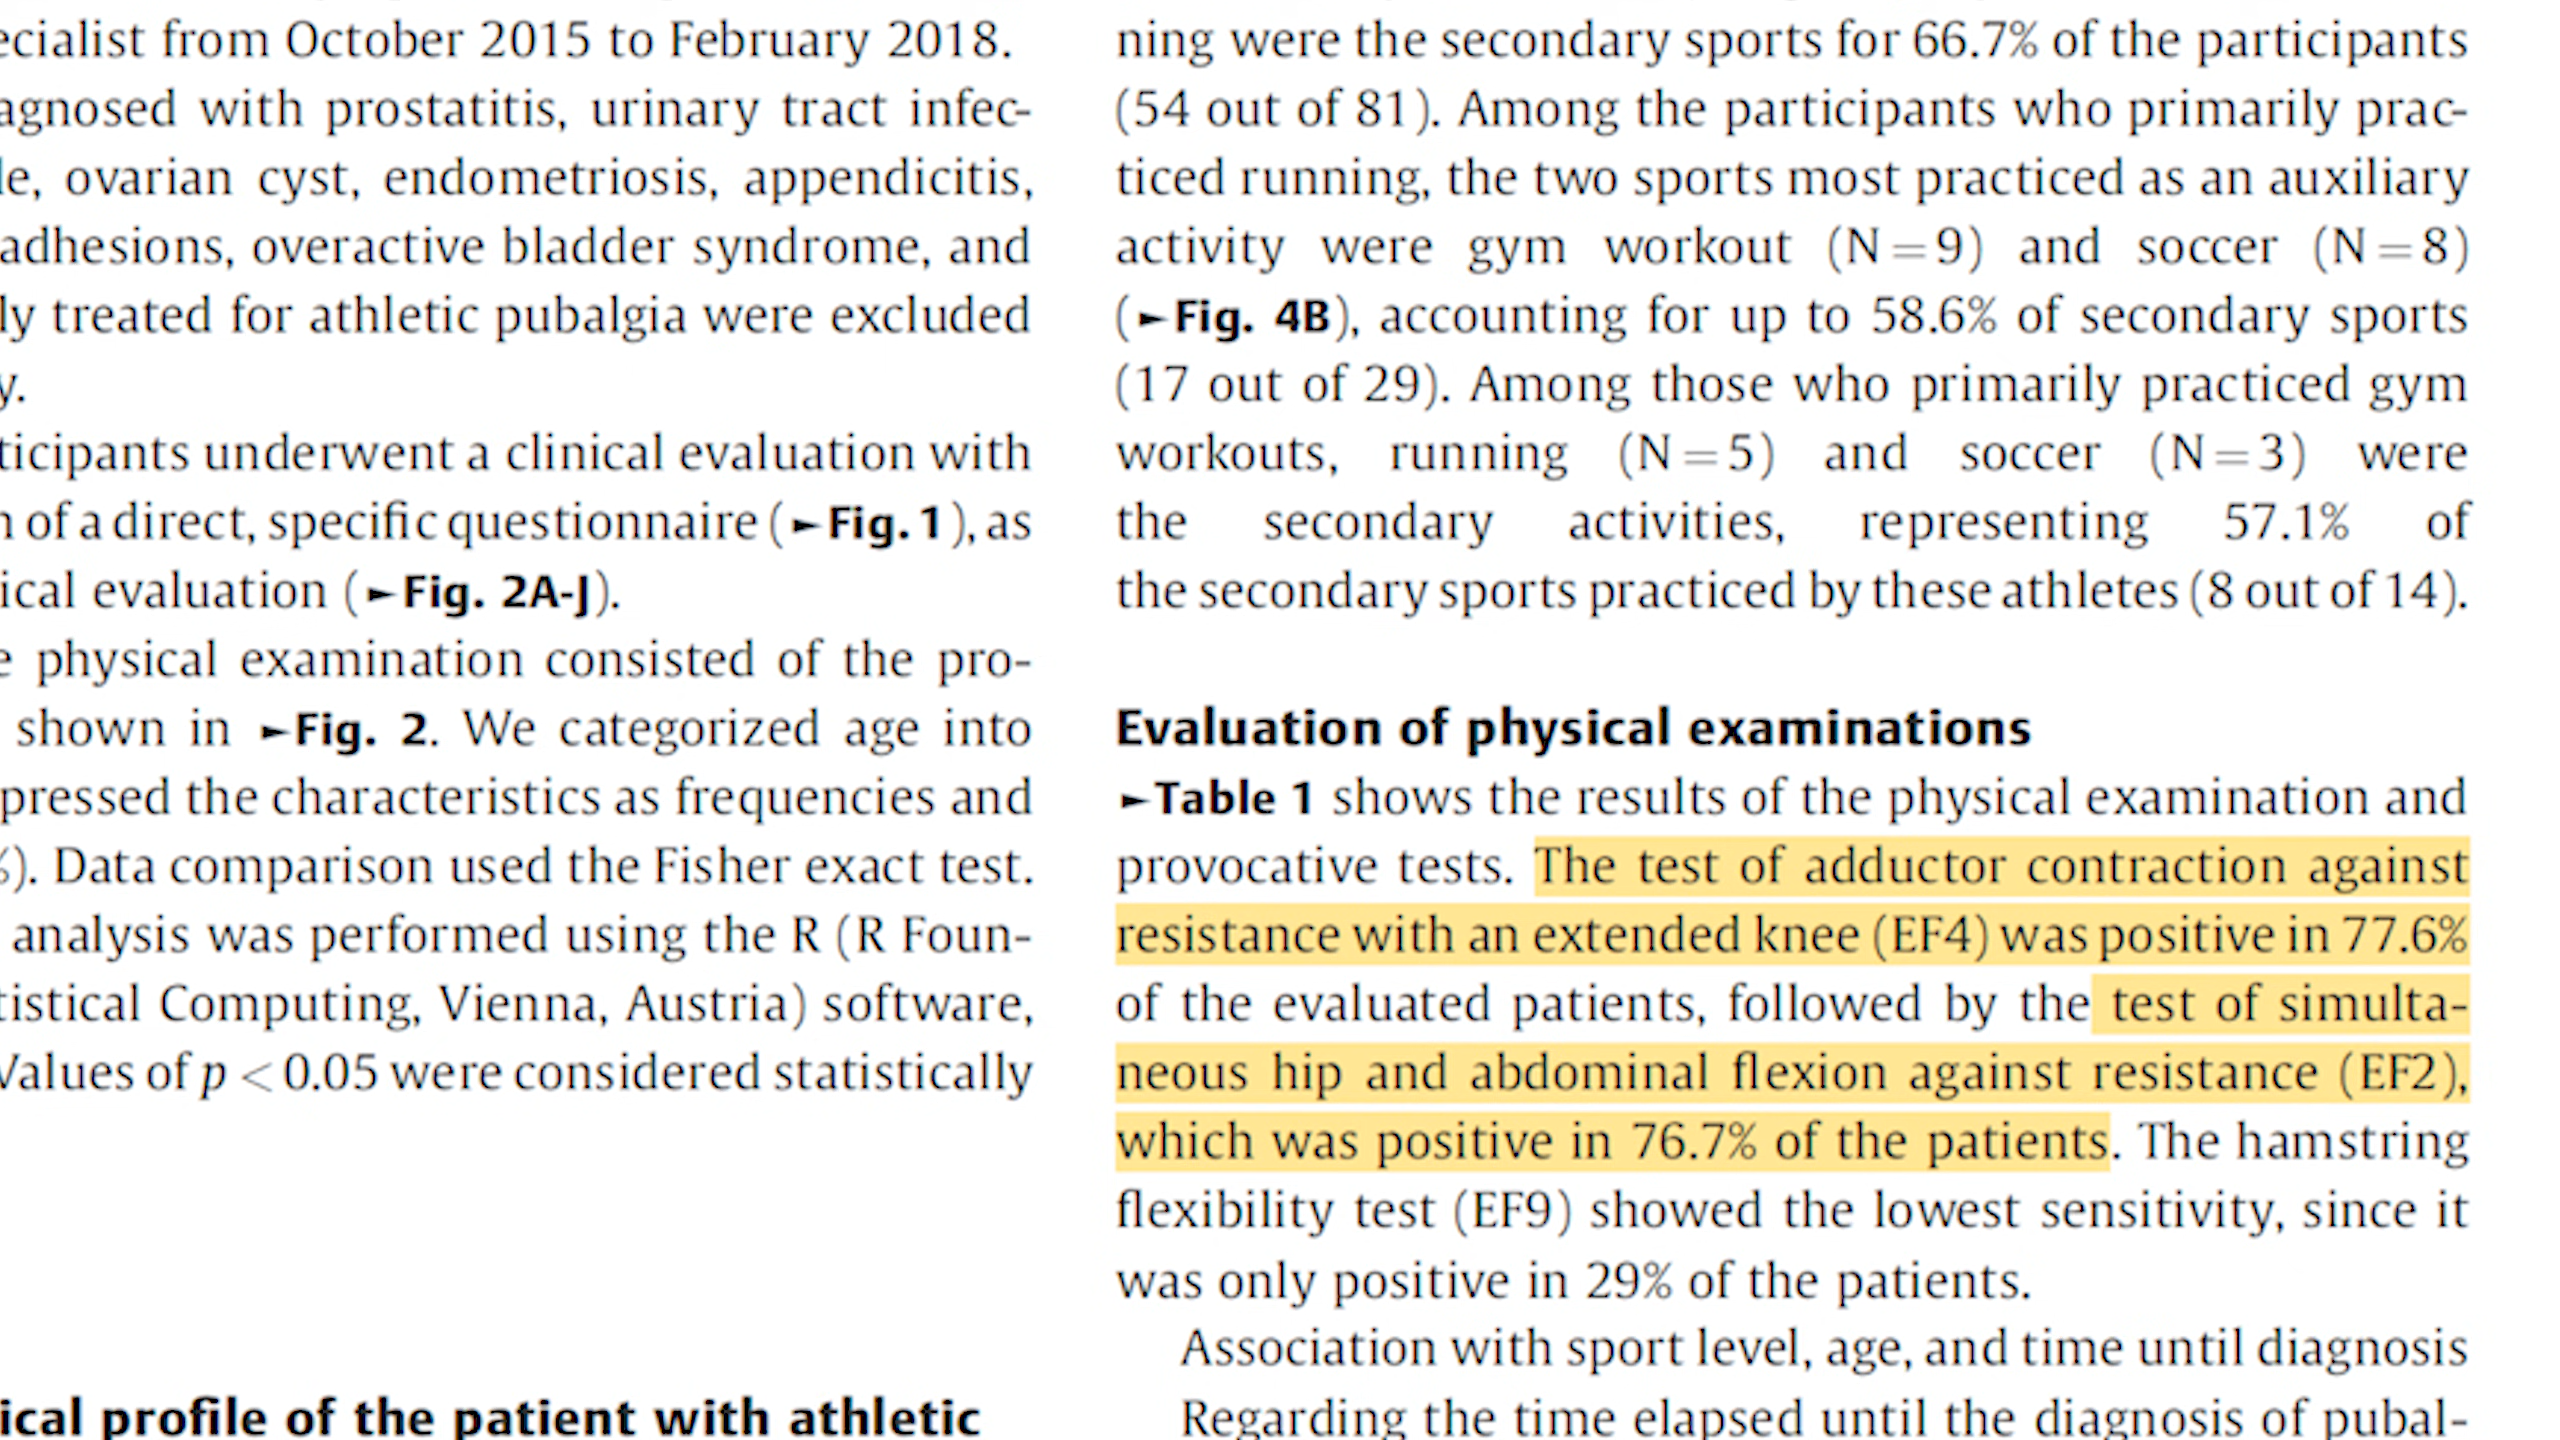 ecialist from October 2015 to February 2018.
agnosed with prostatitis, urinary tract infec-
le, ovarian cyst, endometriosis, appendicitis,
adhesions, overactive bladder syndrome, and
ly treated for athletic pubalgia were excluded
y.
ticipants underwent a clinical evaluation with
n of a direct, specific questionnaire (►Fig. 1), as
ical evaluation (►Fig. 2A-J).
e physical examination consisted of the pro-
shown in ►Fig. 2. We categorized age into
pressed the characteristics as frequencies and
%). Data comparison used the Fisher exact test.
analysis was performed using the R (R Foun-
tistical Computing, Vienna, Austria) software,
Values of p < 0.05 were considered statistically
ical profile of the patient with athletic
ning were the secondary sports for 66.7% of the participants
(54 out of 81). Among the participants who primarily prac-
ticed running, the two sports most practiced as an auxiliary
activity were gym workout (N = 9) and soccer (N = 8)
(►Fig. 4B), accounting for up to 58.6% of secondary sports
(17 out of 29). Among those who primarily practiced gym
workouts, running (N = 5) and soccer (N = 3) were
the secondary activities, representing 57.1% of
the secondary sports practiced by these athletes (8 out of 14).
Evaluation of physical examinations
►Table 1 shows the results of the physical examination and
provocative tests. The test of adductor contraction against
resistance with an extended knee (EF4) was positive in 77.6%
of the evaluated patients, followed by the test of simulta-
neous hip and abdominal flexion against resistance (EF2),
which was positive in 76.7% of the patients. The hamstring
flexibility test (EF9) showed the lowest sensitivity, since it
was only positive in 29% of the patients.
Association with sport level, age, and time until diagnosis
Regarding the time elapsed until the diagnosis of pubal-